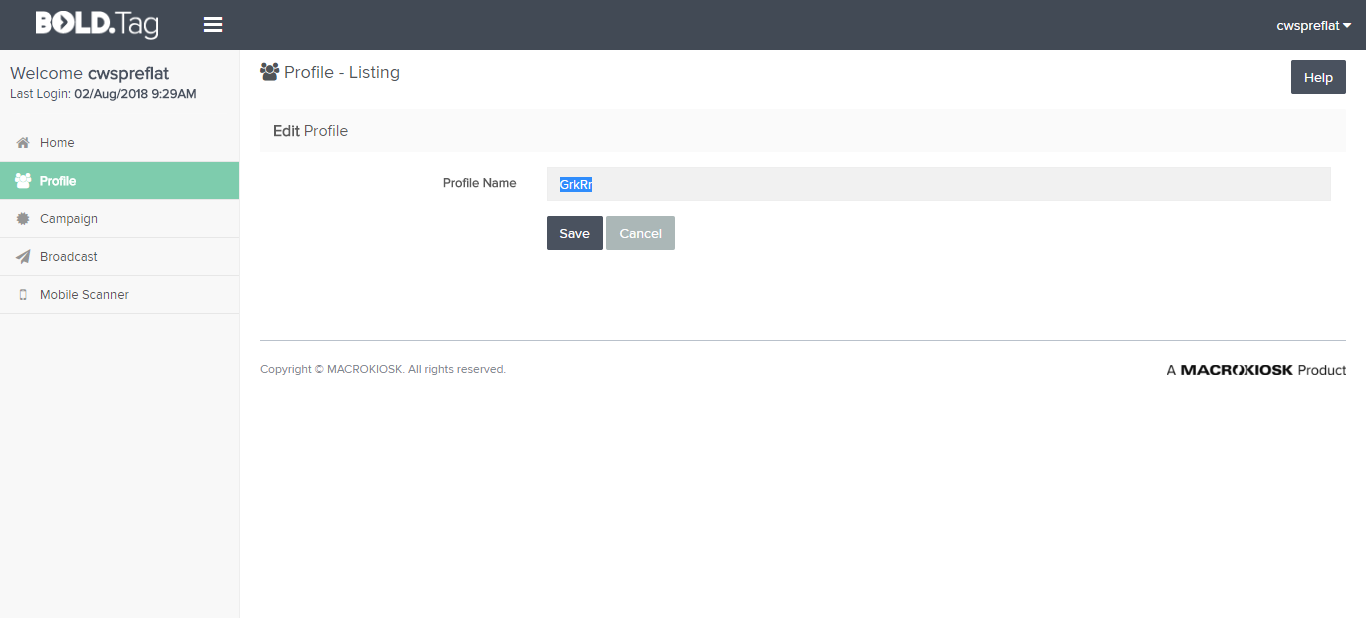 BOLD.Tag
cwspreflat
Welcome cwspreflat
Last Login: 02/Aug/2018 9:29AM
Home
Profile
Campaign
Broadcast
Mobile Scanner
Profile - Listing
Help
Edit Profile
Profile Name
GrkRr
Save Cancel
Copyright © MACROKIOSK. All rights reserved.
A MACROKIOSK Product